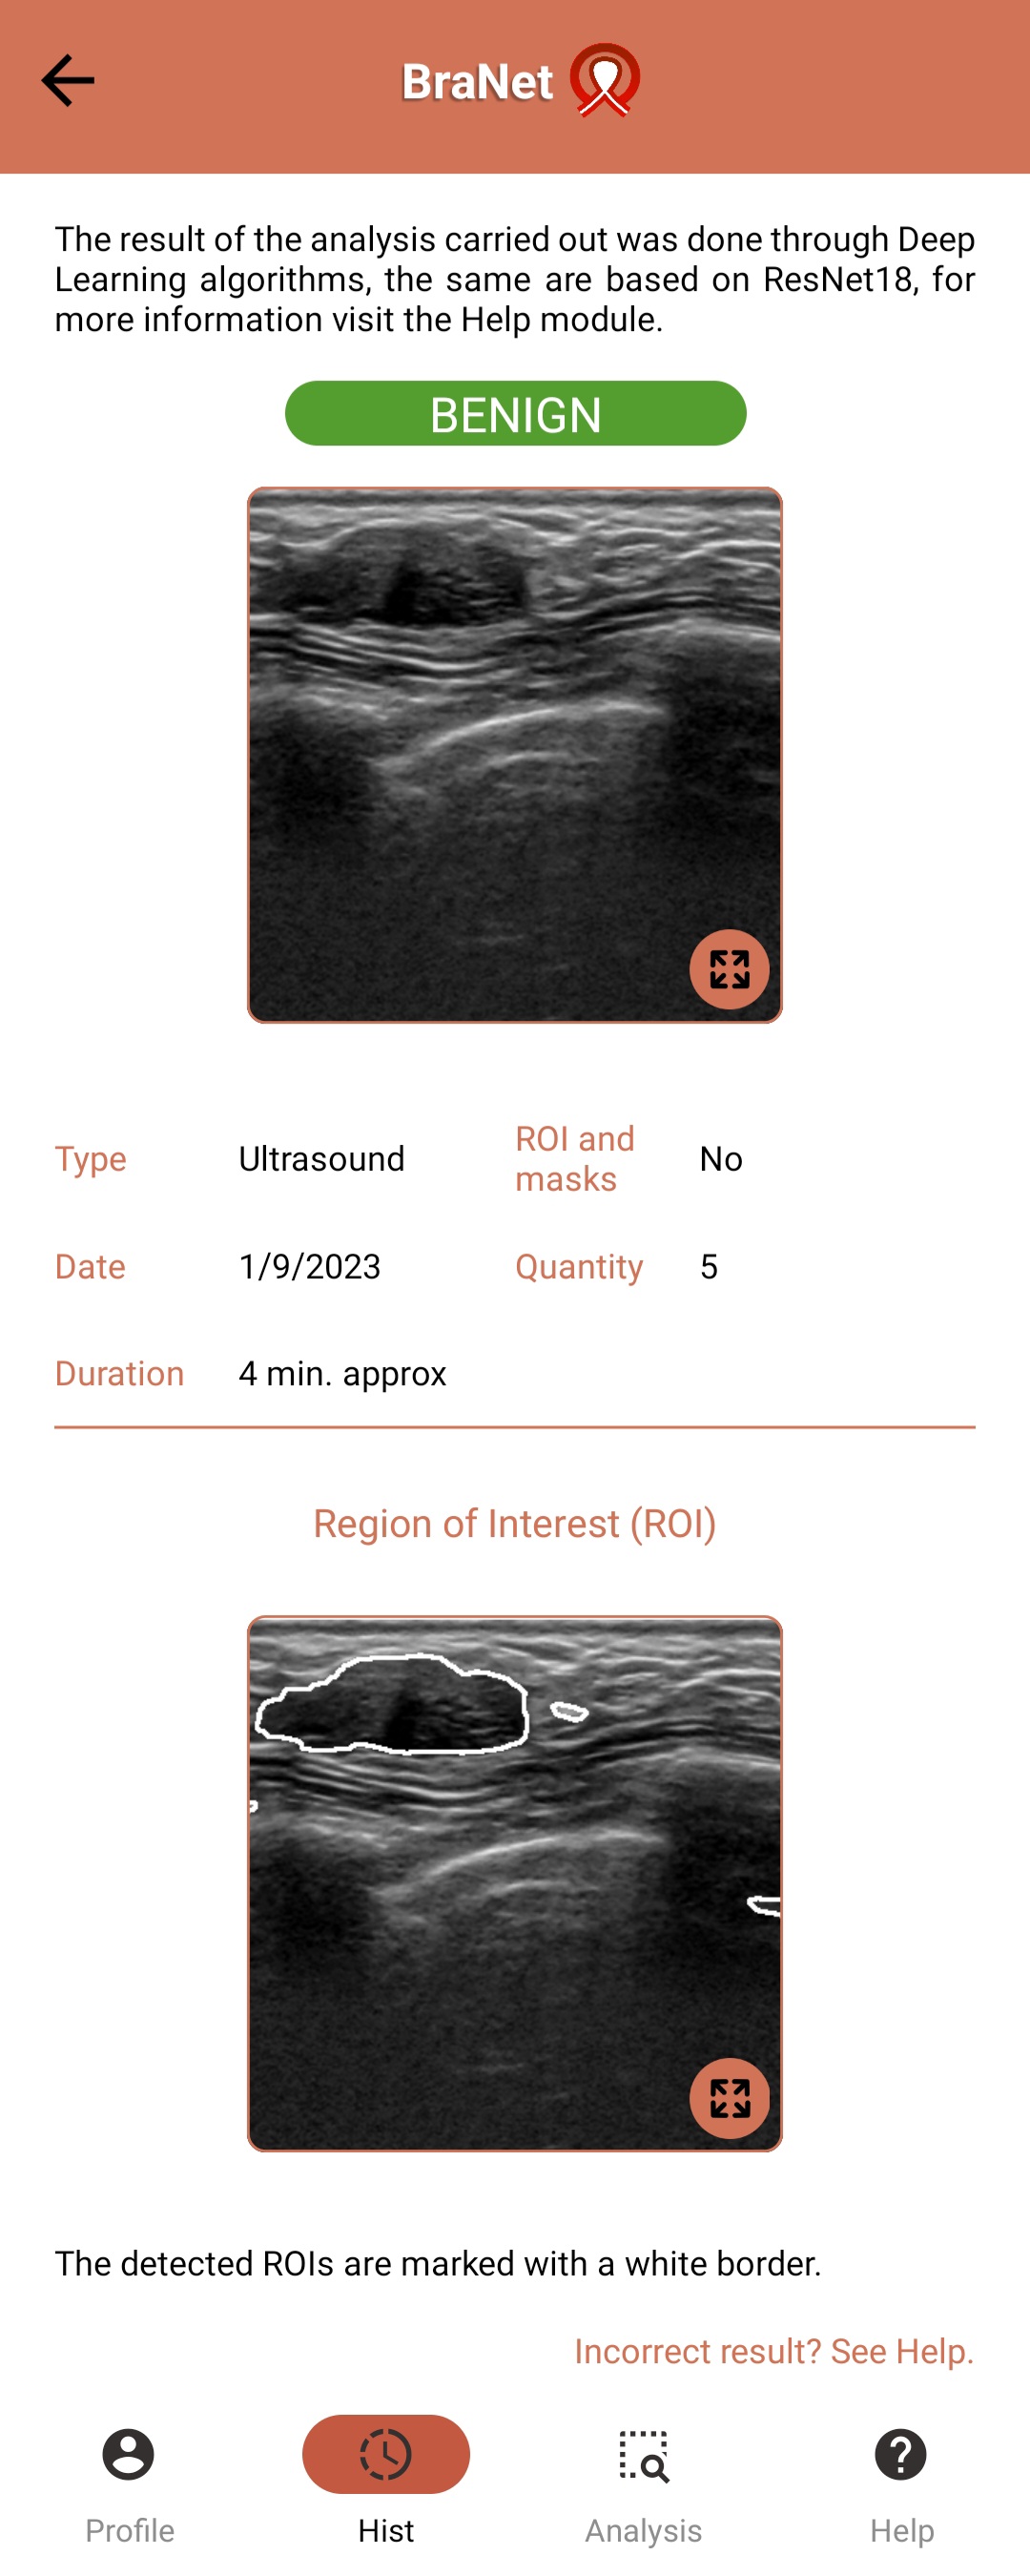 BraNet
The result of the analysis carried out was done through Deep
Learning algorithms, the same are based on ResNet18, for
more information visit the Help module.
BENIGN
Type Ultrasound ROI and masks No
Date 1/9/2023 Quantity 5
Duration 4 min. approx
Region of Interest (ROI)
The detected ROIs are marked with a white border.
Incorrect result? See Help.
Profile Hist Analysis Help